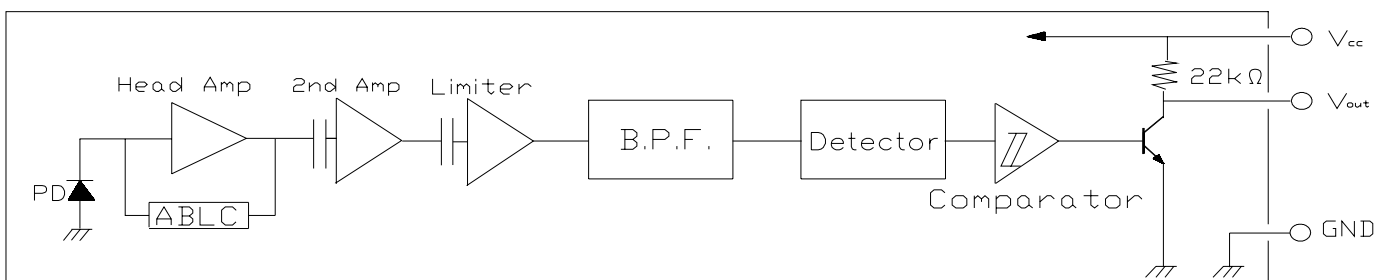 Head Amp
2nd Amp
Limiter
Vcc
22kΩ
Vout
B.P.F.
Detector
Comparator
PD
ABLC
GND